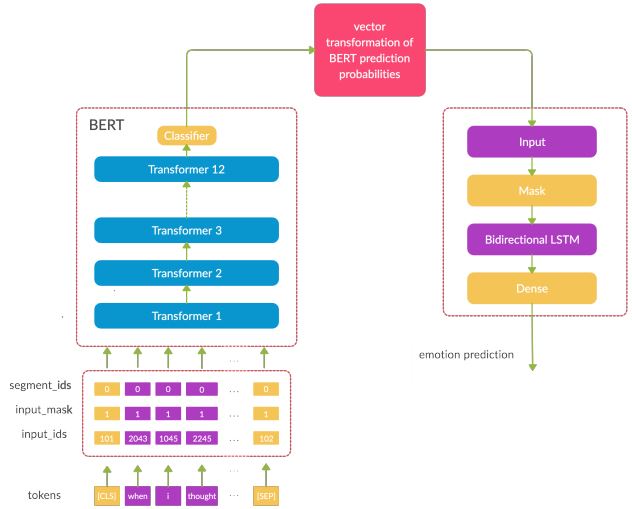 vector
transformation of
BERT prediction
probabilities
BERT
Classifier
Transformer 12
Transformer 3
Transformer 2
Transformer 1
Input
Mask
Bidirectional LSTM
Dense
emotion prediction
...
segment_ids 0 0 0 0 ... 0
input_mask 1 1 1 1 ... 1
input_ids 101 2043 1045 2245 ... 102
...
tokens [CLS] when i thought ... [SEP]